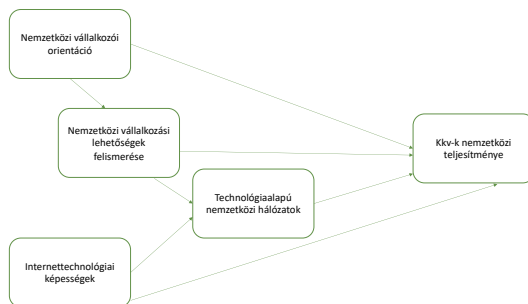 Nemzetközi vállalkozói
orientáció
Nemzetközi vállalkozási
lehetőségek
felismerése
Kkv-k nemzetközi
teljesítménye
Technológiaalapú
nemzetközi hálózatok
Internettechnológiai
képességek